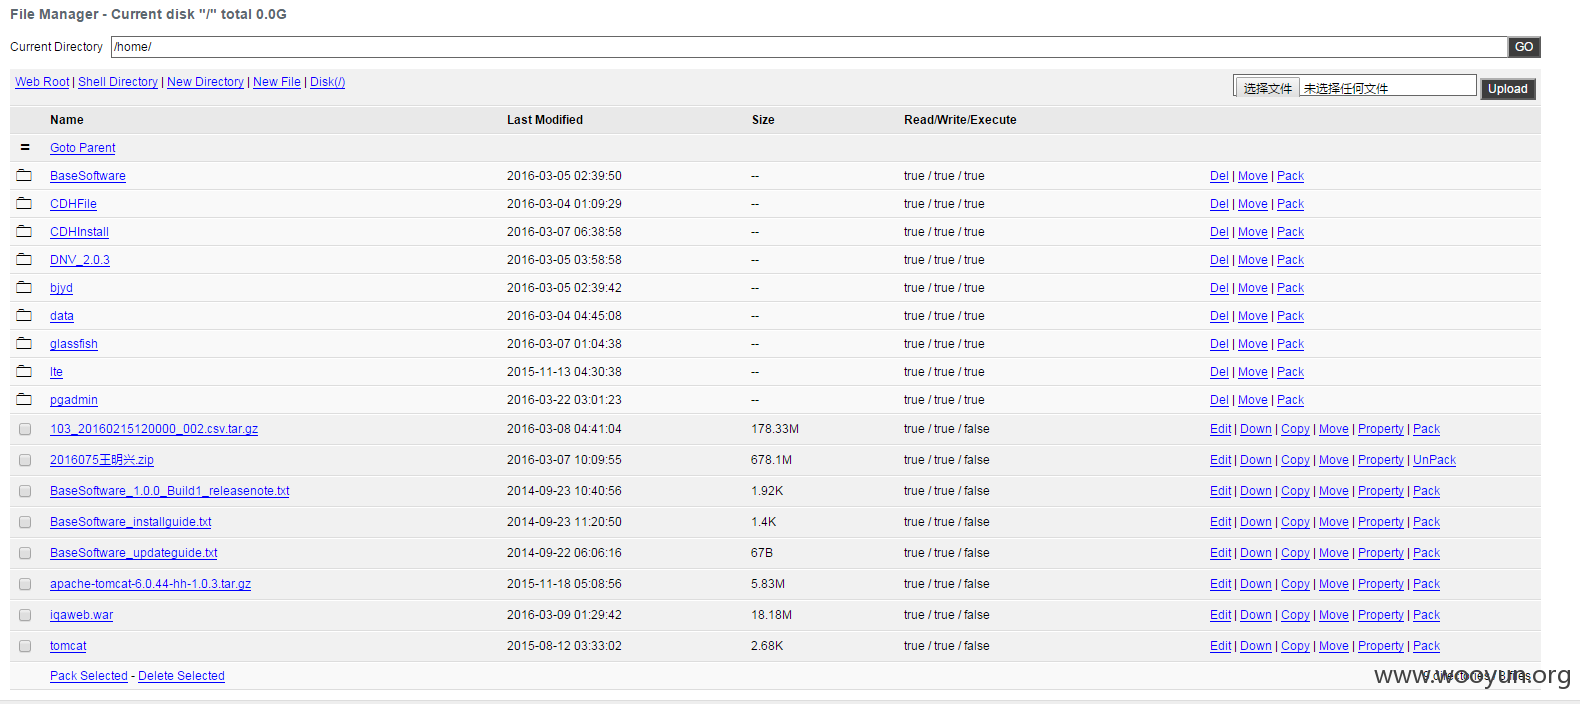 File Manager - Current disk "/" total 0.0G
Current Directory /home/ GO
Web Root | Shell Directory | New Directory | New File | Disk(/) 选择文件 未选择任何文件 Upload
Name Last Modified Size Read/Write/Execute
= Goto Parent
BaseSoftware 2016-03-05 02:39:50 -- true / true / true Del | Move | Pack
CDHFile 2016-03-04 01:09:29 -- true / true / true Del | Move | Pack
CDHInstall 2016-03-07 06:38:58 -- true / true / true Del | Move | Pack
DNV_2.0.3 2016-03-05 03:58:58 -- true / true / true Del | Move | Pack
bjyd 2016-03-05 02:39:42 -- true / true / true Del | Move | Pack
data 2016-03-04 04:45:08 -- true / true / true Del | Move | Pack
glassfish 2016-03-07 01:04:38 -- true / true / true Del | Move | Pack
lte 2015-11-13 04:30:38 -- true / true / true Del | Move | Pack
pgadmin 2016-03-22 03:01:23 -- true / true / true Del | Move | Pack
103_20160215120000_002.csv.tar.gz 2016-03-08 04:41:04 178.33M true / true / false Edit | Down | Copy | Move | Property | Pack
2016075王明兴.zip 2016-03-07 10:09:55 678.1M true / true / false Edit | Down | Copy | Move | Property | UnPack
BaseSoftware_1.0.0_Build1_releasenote.txt 2014-09-23 10:40:56 1.92K true / true / false Edit | Down | Copy | Move | Property | Pack
BaseSoftware_installguide.txt 2014-09-23 11:20:50 1.4K true / true / false Edit | Down | Copy | Move | Property | Pack
BaseSoftware_updateguide.txt 2014-09-22 06:06:16 67B true / true / false Edit | Down | Copy | Move | Property | Pack
apache-tomcat-6.0.44-hh-1.0.3.tar.gz 2015-11-18 05:08:56 5.83M true / true / false Edit | Down | Copy | Move | Property | Pack
iqaweb.war 2016-03-09 01:29:42 18.18M true / true / false Edit | Down | Copy | Move | Property | Pack
tomcat 2015-08-12 03:33:02 2.68K true / true / false Edit | Down | Copy | Move | Property | Pack
Pack Selected - Delete Selected 9 directories / 8 files
www.wooyun.org